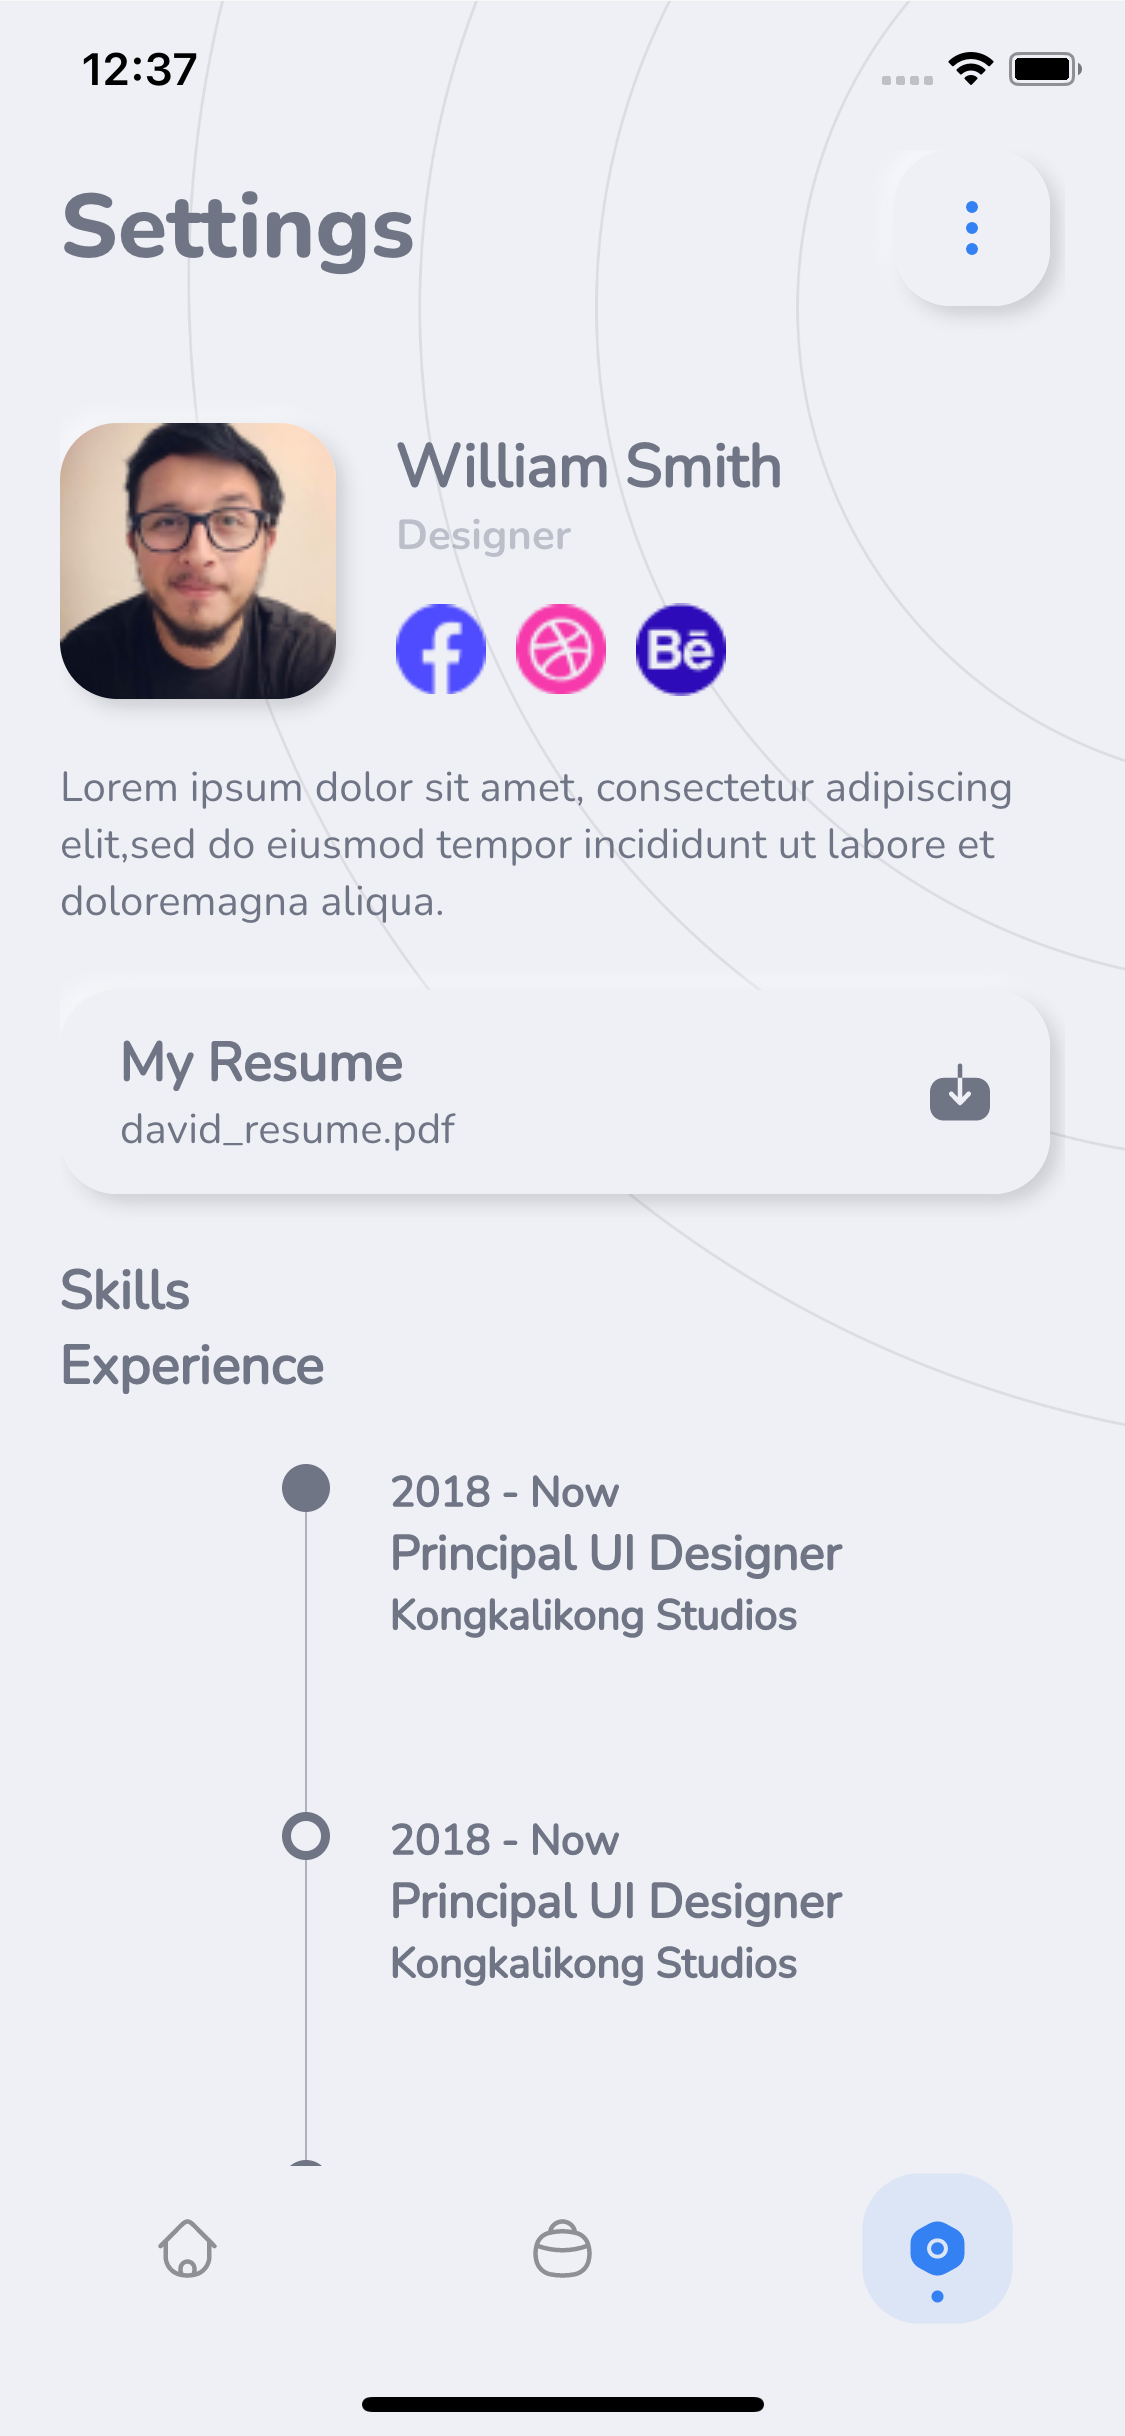 12:37
Settings
William Smith
Designer
Bē
Lorem ipsum dolor sit amet, consectetur adipiscing
elit,sed do eiusmod tempor incididunt ut labore et
doloremagna aliqua.
My Resume
david_resume.pdf
Skills
Experience
2018 - Now
Principal UI Designer
Kongkalikong Studios
2018 - Now
Principal UI Designer
Kongkalikong Studios